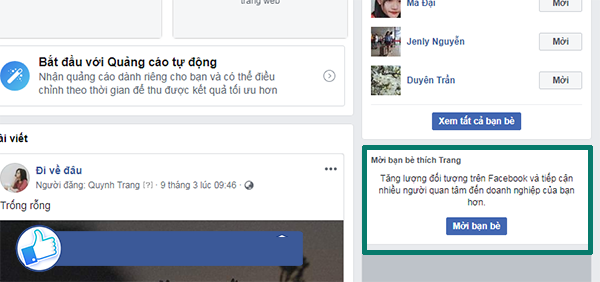 trang web
Bắt đầu với Quảng cáo tự động
Nhận quảng cáo dành riêng cho bạn và có thể điều
chỉnh theo thời gian để thu được kết quả tối ưu hơn
ài viết
Đi về đâu
Người đăng: Quynh Trang [?] · 9 tháng 3 lúc 09:46 ·
Trống rỗng
Ma Đại
Mời
Jenly Nguyễn
Mời
Duyên Trần
Mời
Xem tất cả bạn bè
Mời bạn bè thích Trang
Tăng lượng đối tượng trên Facebook và tiếp cận
nhiều người quan tâm đến doanh nghiệp của bạn
hơn.
Mời bạn bè